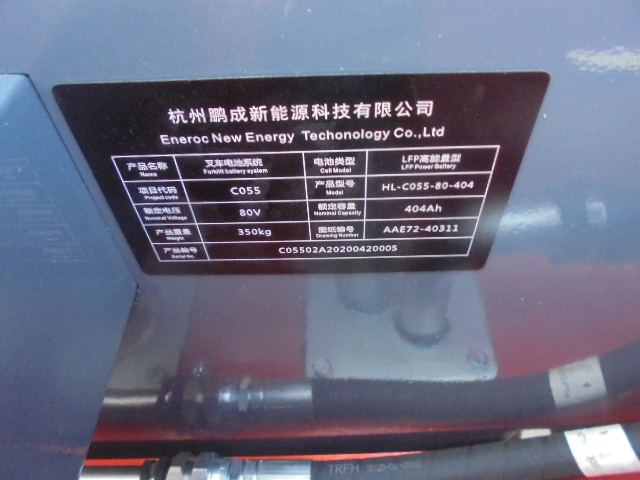 杭州鹏成新能源科技有限公司
Eneroc New Energy Techonology Co.,Ltd
产品名称 叉车电池系统 电池类型 LFP高能量型
Forklift battery system Cell Model LFP Power Battery
项目代码 C055 产品型号 HL-C055-80-404
Project code Model
额定电压 80V 额定容量 404Ah
Nominal Voltage Nominal Capacity
产品重量 350kg 图纸编号 AAE72-40311
Weight Drawing Number
产品编号 C05502A20200420005
Serial No.
TRFH